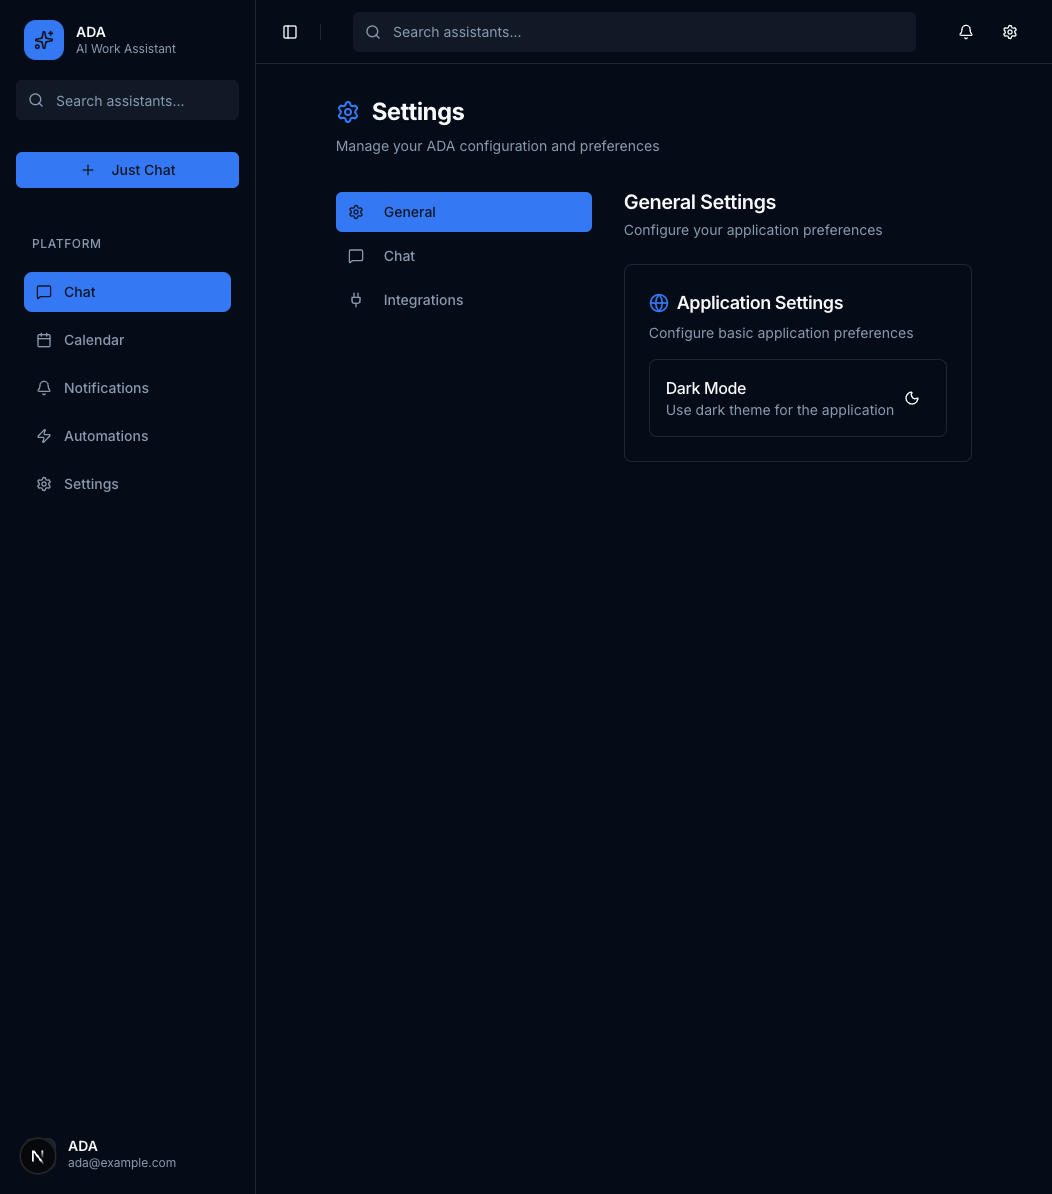 ADA
AI Work Assistant
Search assistants...
Just Chat
PLATFORM
Chat
Calendar
Notifications
Automations
Settings
N
ADA
ada@example.com
Search assistants...
Settings
Manage your ADA configuration and preferences
General
Chat
Integrations
General Settings
Configure your application preferences
Application Settings
Configure basic application preferences
Dark Mode
Use dark theme for the application